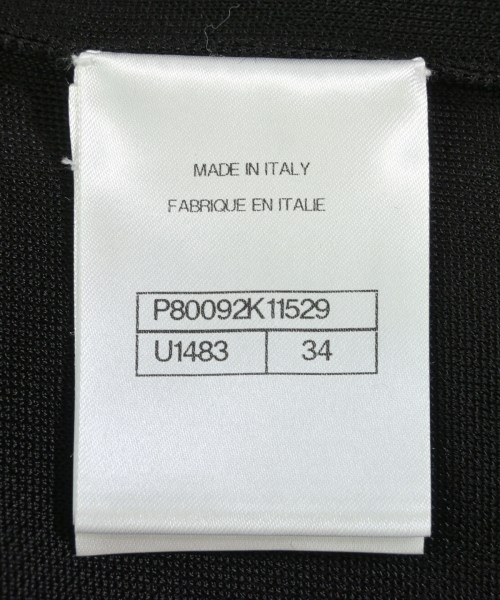 MADE IN ITALY
FABRIQUE EN ITALIE
P80092K11529
U1483 34